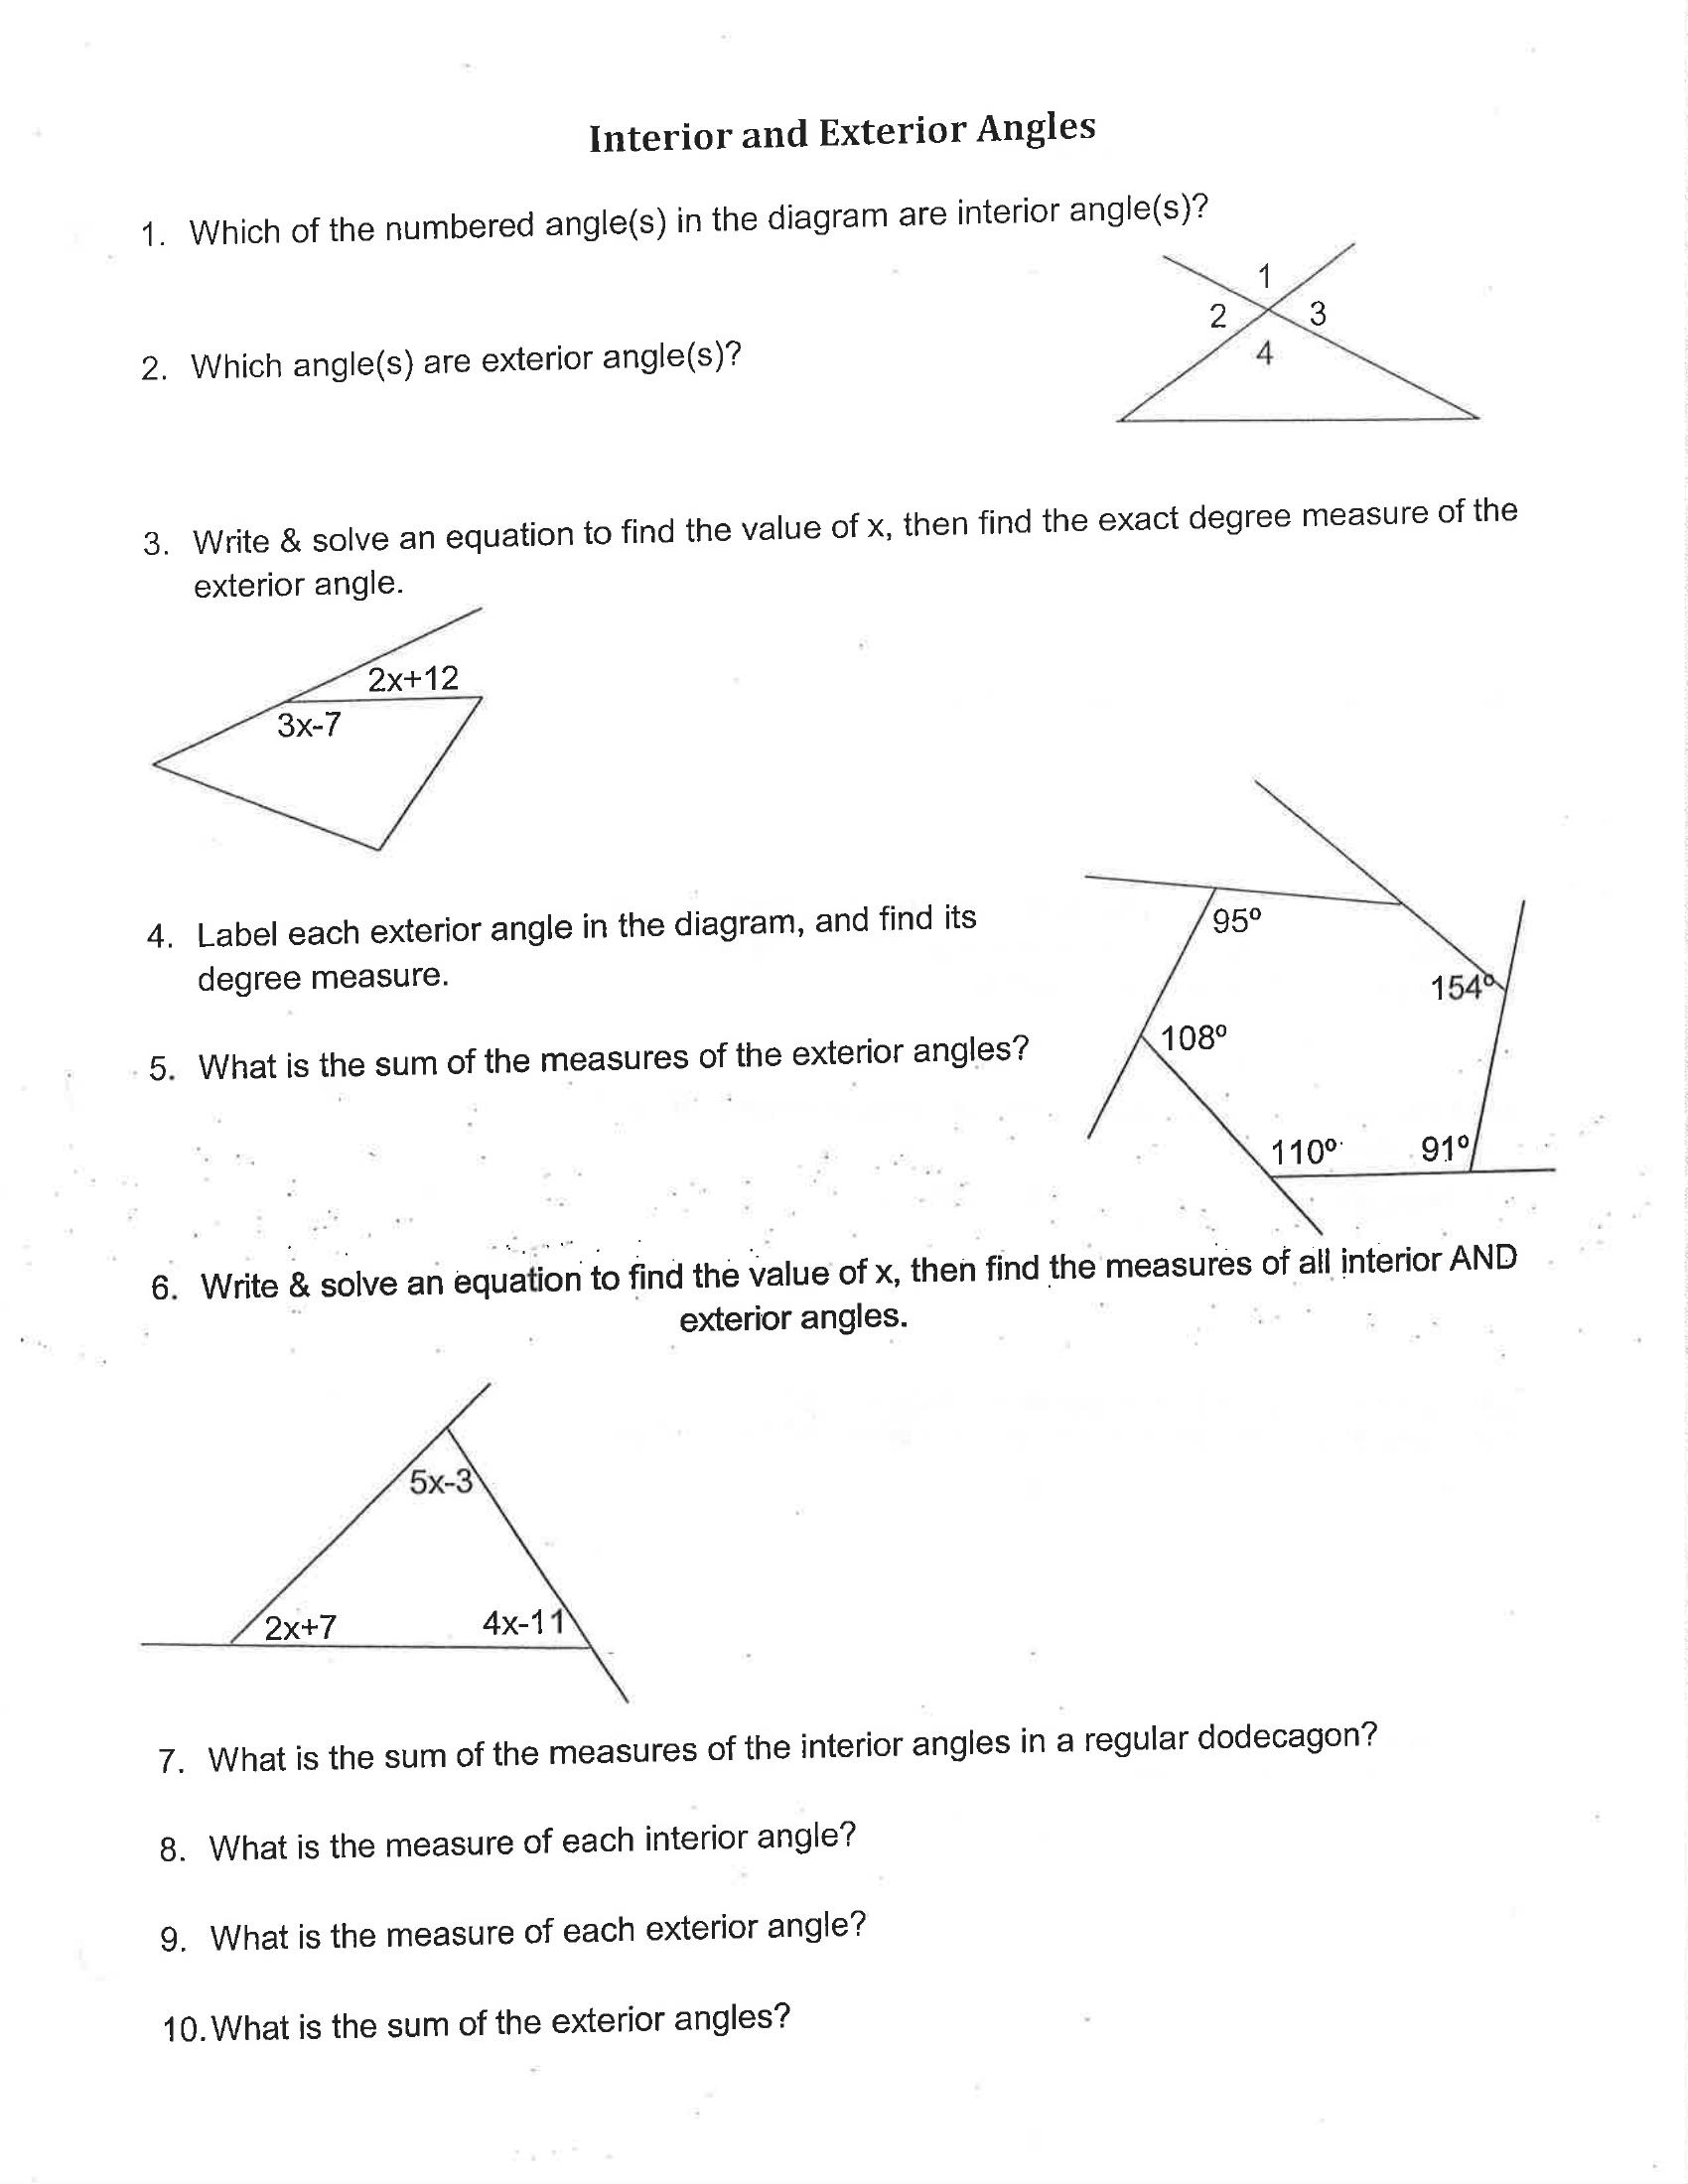 Interior and Exterior Angles
1. Which of the numbered angle(s) in the diagram are interior angle(s)?
1
2 3
4
2. Which angle(s) are exterior angle(s)?
3. Write & solve an equation to find the value of x, then find the exact degree measure of the
exterior angle.
2x+12
3x-7
4. Label each exterior angle in the diagram, and find its
degree measure.
5. What is the sum of the measures of the exterior angles?
95º
154º
108º
110º 91º
6. Write & solve an equation to find the value of x, then find the measures of all interior AND
exterior angles.
5x-3
2x+7 4x-11
7. What is the sum of the measures of the interior angles in a regular dodecagon?
8. What is the measure of each interior angle?
9. What is the measure of each exterior angle?
10. What is the sum of the exterior angles?